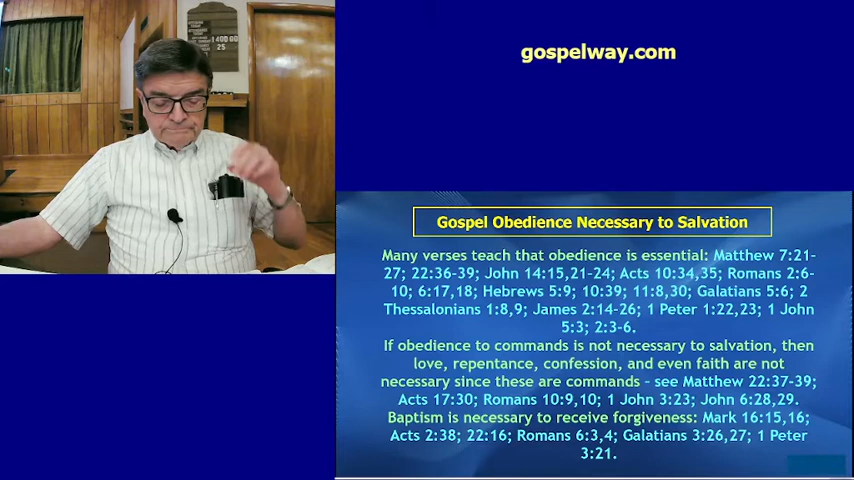 1400GO
25
gospelway.com
Gospel Obedience Necessary to Salvation
Many verses teach that obedience is essential: Matthew 7:21-
27; 22:36-39; John 14:15,21-24; Acts 10:34,35; Romans 2:6-
10; 6:17,18; Hebrews 5:9; 10:39; 11:8,30; Galatians 5:6; 2
Thessalonians 1:8,9; James 2:14-26; 1 Peter 1:22,23; 1 John
5:3; 2:3-6.
If obedience to commands is not necessary to salvation, then
love, repentance, confession, and even faith are not
necessary since these are commands – see Matthew 22:37-39;
Acts 17:30; Romans 10:9,10; 1 John 3:23; John 6:28,29.
Baptism is necessary to receive forgiveness: Mark 16:15,16;
Acts 2:38; 22:16; Romans 6:3,4; Galatians 3:26,27; 1 Peter
3:21.